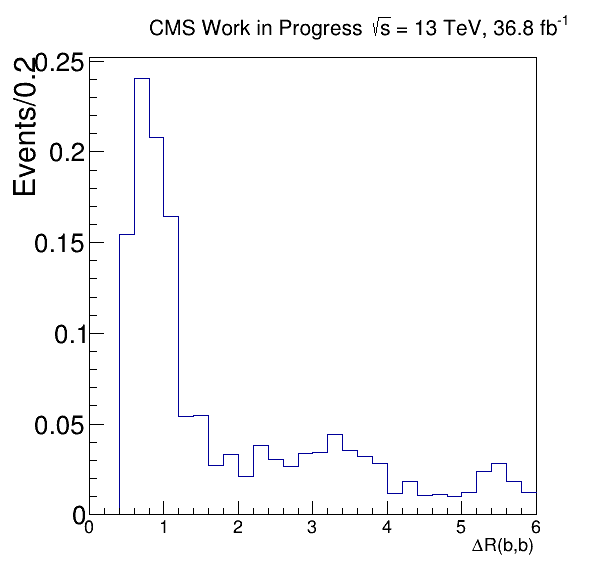 CMS Work in Progress √s = 13 TeV, 36.8 fb⁻¹
Events/0.2
0.25
0.2
0.15
0.1
0.05
0
0 1 2 3 4 5 6
ΔR(b,b)